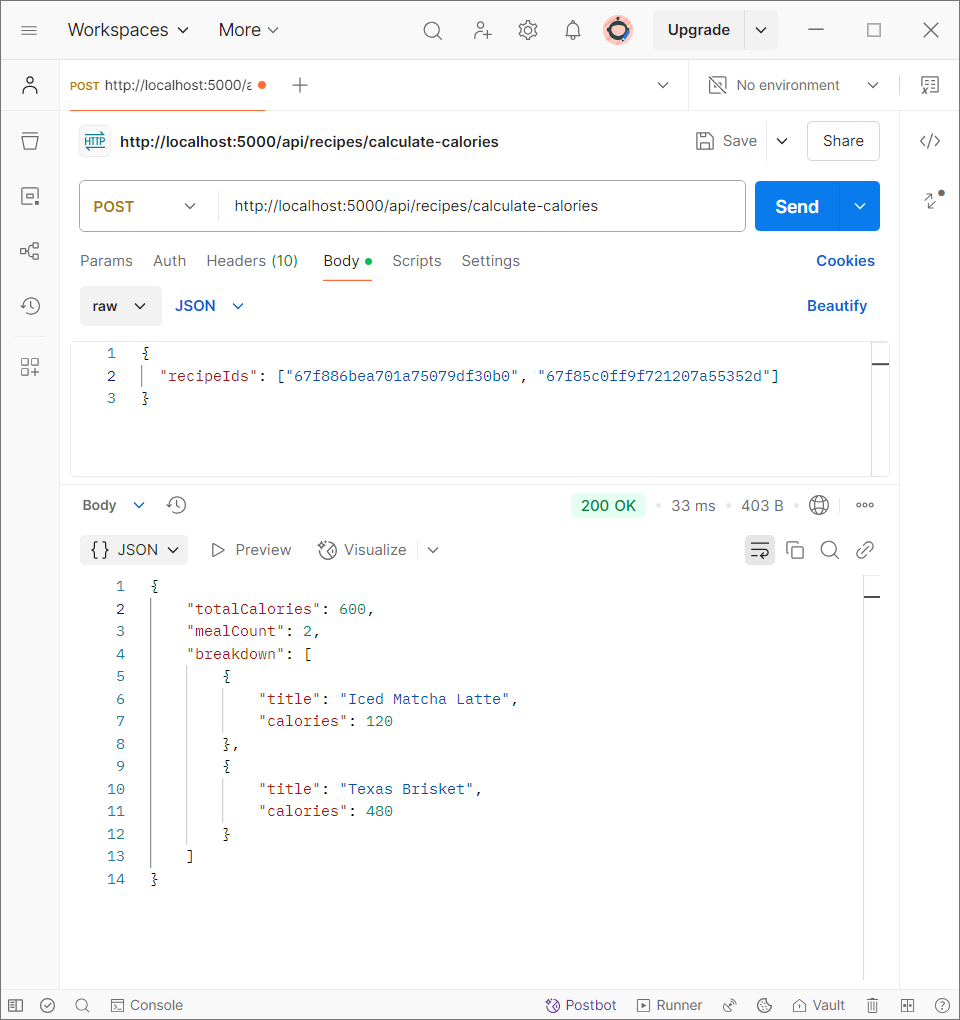 Workspaces More Upgrade
POST http://localhost:5000/a No environment
HTTP http://localhost:5000/api/recipes/calculate-calories Save Share
POST http://localhost:5000/api/recipes/calculate-calories Send
Params Auth Headers (10) Body Scripts Settings Cookies
raw JSON Beautify
1 {
2 "recipeIds": ["67f886bea701a75079df30b0", "67f85c0ff9f721207a55352d"]
3 }
Body 200 OK 33 ms 403 B
{} JSON Preview Visualize
1 {
2 "totalCalories": 600,
3 "mealCount": 2,
4 "breakdown": [
5 {
6 "title": "Iced Matcha Latte",
7 "calories": 120
8 },
9 {
10 "title": "Texas Brisket",
11 "calories": 480
12 }
13 ]
14 }
Console Postbot Runner Vault